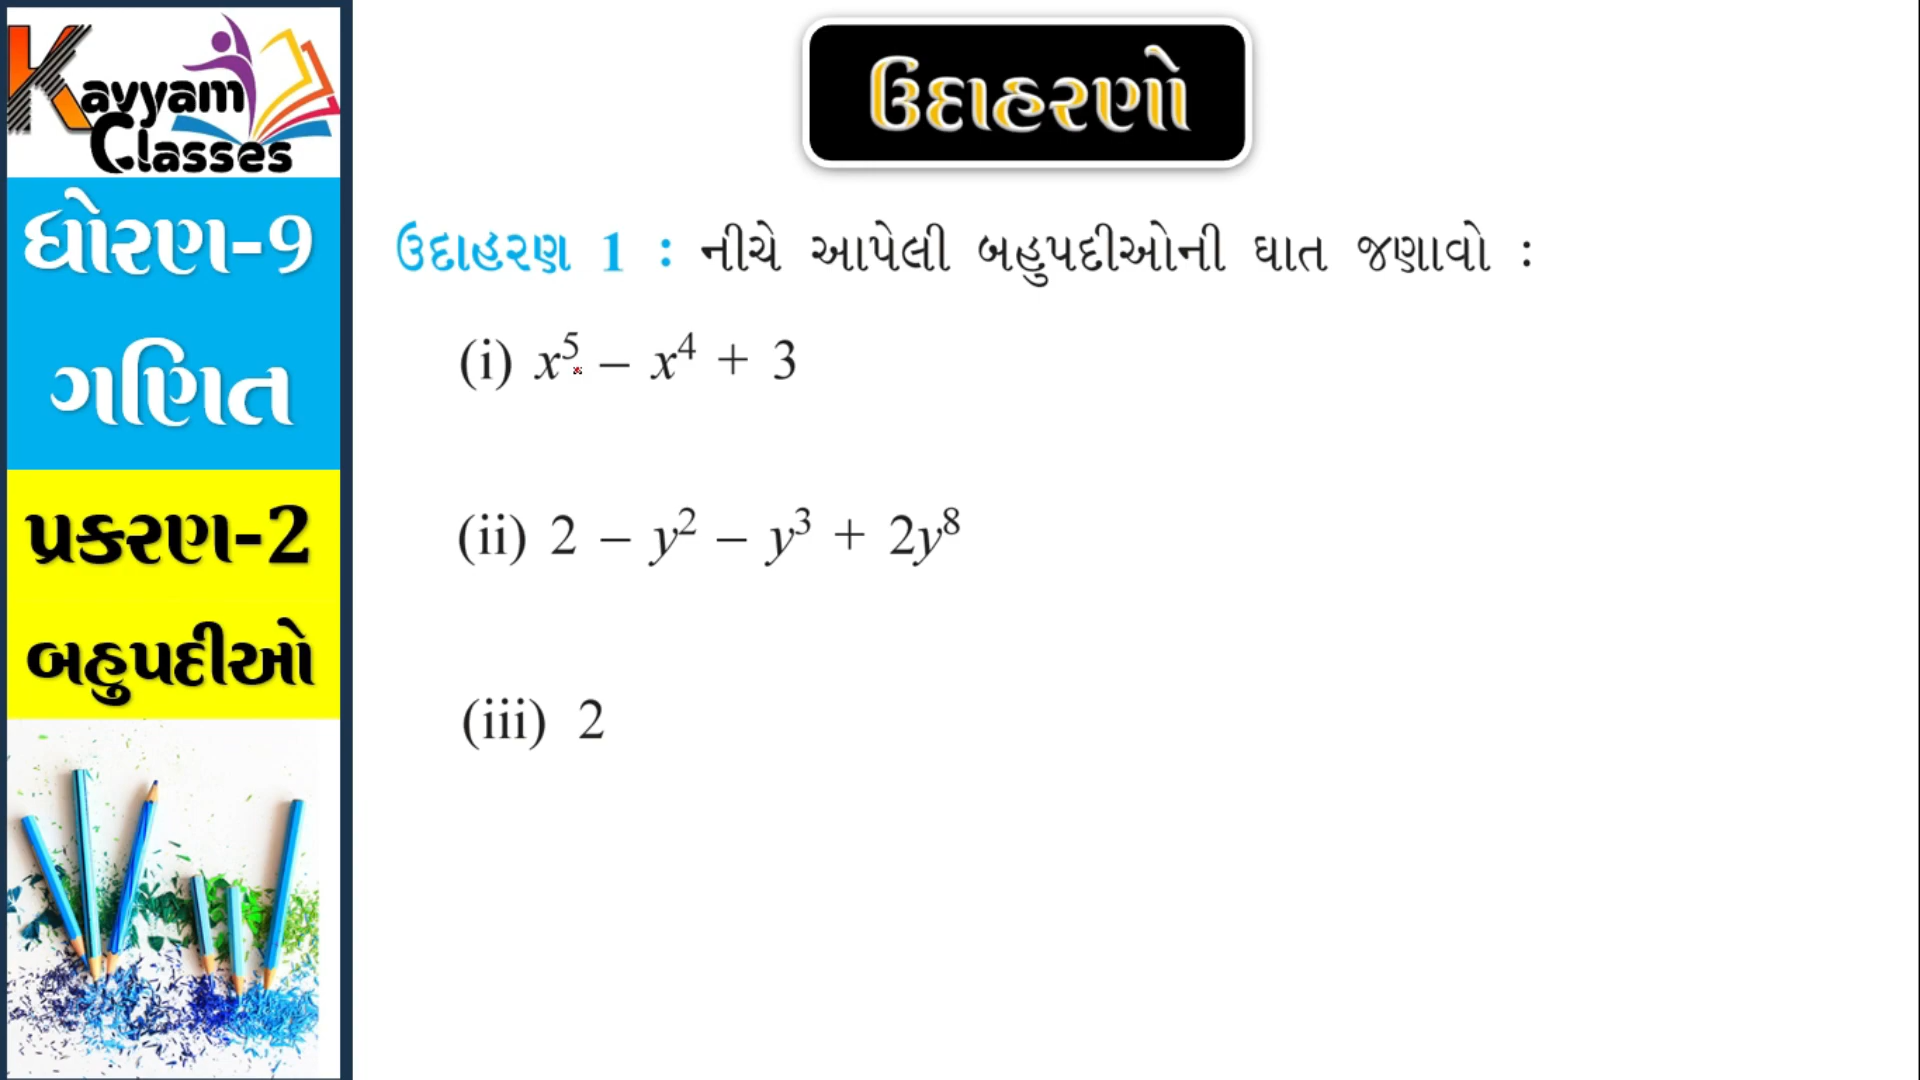 Kavyam
Classes
ધોરણ-9
ગણિત
પ્રકરણ-2
બહુપદીઓ
ઉદાહરણો
ઉદાહરણ 1 : નીચે આપેલી બહુપદીઓની ઘાત જણાવો :
(i) x⁵ – x⁴ + 3
(ii) 2 – y² – y³ + 2y⁸
(iii) 2